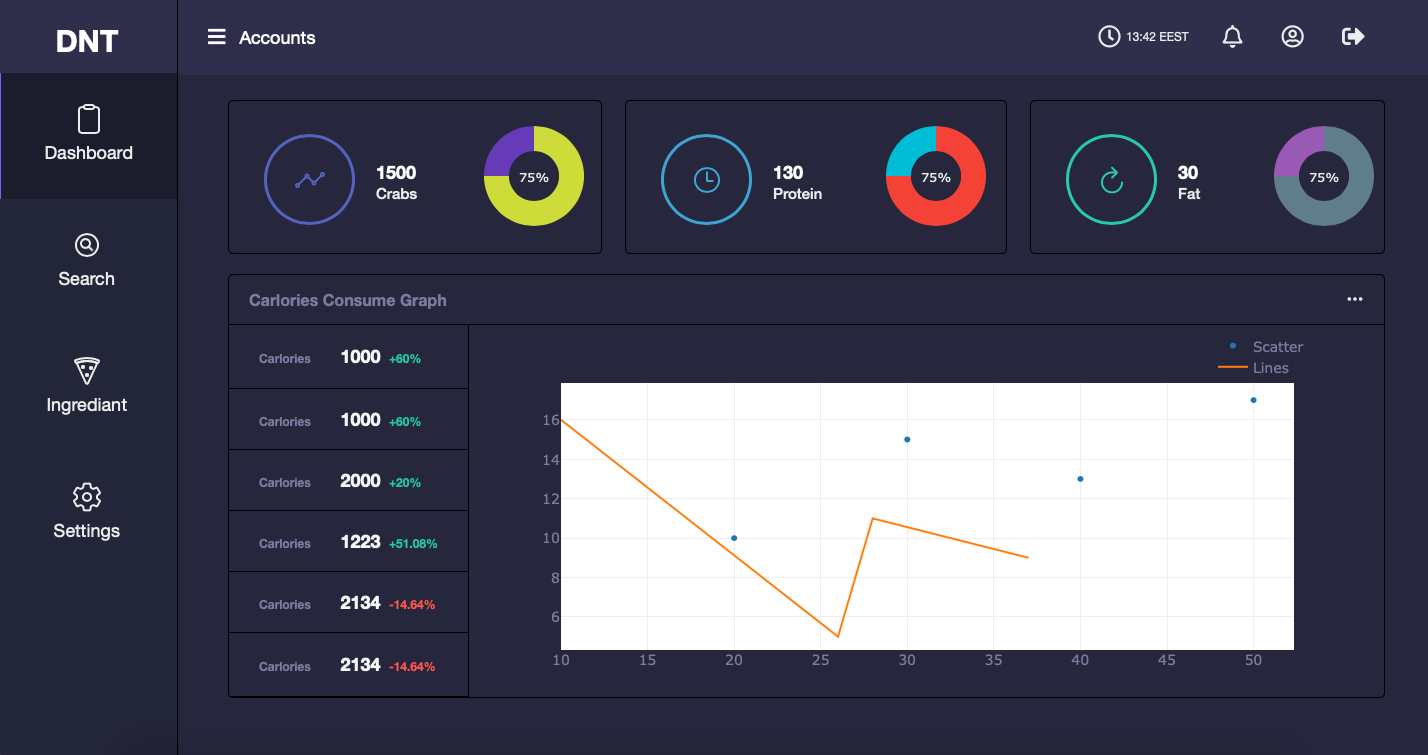 DNT
Accounts
13:42 EEST
Dashboard
Search
Ingrediant
Settings
1500
Crabs
75%
130
Protein
75%
30
Fat
75%
Carlories Consume Graph
Carlories 1000 +60%
Carlories 1000 +60%
Carlories 2000 +20%
Carlories 1223 +51.08%
Carlories 2134 -14.64%
Carlories 2134 -14.64%
Scatter
Lines
16
14
12
10
8
6
10 15 20 25 30 35 40 45 50